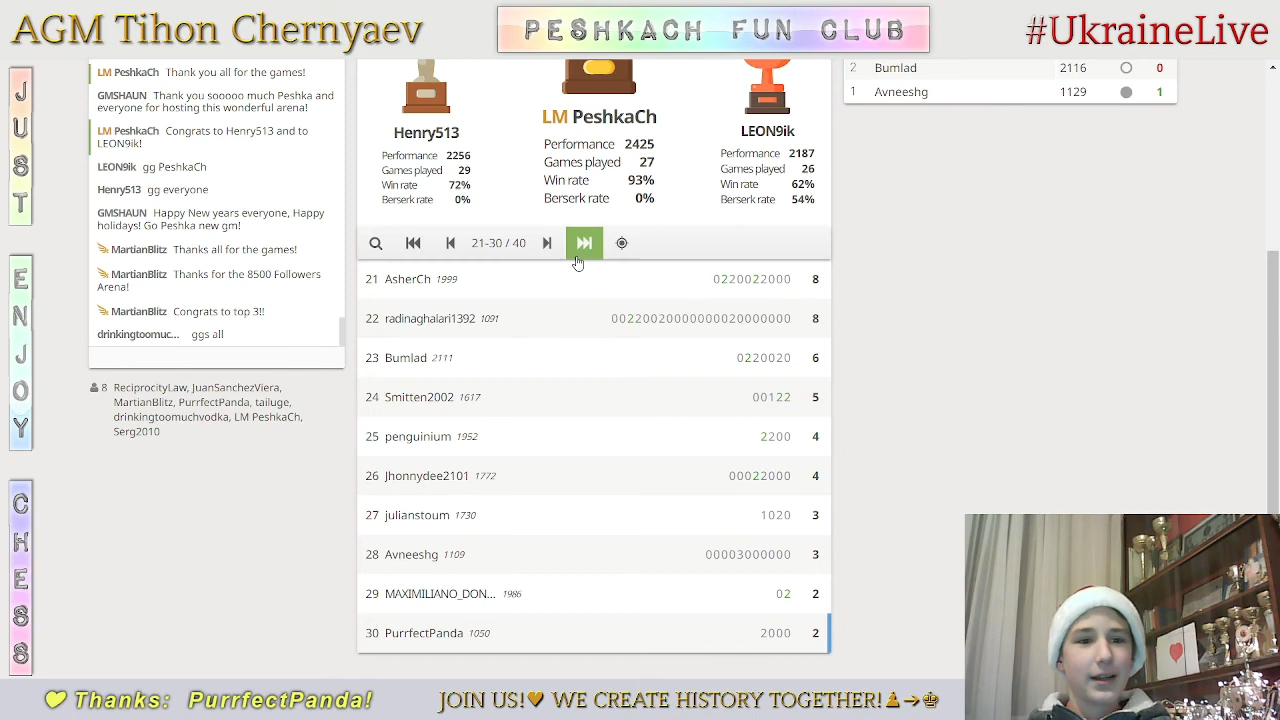 AGM Tihon Chernyaev
PESHKACH FUN CLUB
#UkraineLive
JUST
ENJOY
CHESS
LM PeshkaCh Thank you all for the games!
GMSHAUN Thank you sooooo much Peshka and
everyone for hosting this wonderful arena!
LM PeshkaCh Congrats to Henry513 and to
LEON9ik!
LEON9ik gg PeshkaCh
Henry513 gg everyone
GMSHAUN Happy New years everyone, Happy
holidays! Go Peshka new gm!
MartianBlitz Thanks all for the games!
MartianBlitz Thanks for the 8500 Followers
Arena!
MartianBlitz Congrats to top 3!!
drinkingtoomuc... ggs all
8 ReciprocityLaw, JuanSanchezViera,
MartianBlitz, PurrfectPanda, tailuge,
drinkingtoomuchvodka, LM PeshkaCh,
Serg2010
Henry513
Performance 2256
Games played 29
Win rate 72%
Berserk rate 0%
LM PeshkaCh
Performance 2425
Games played 27
Win rate 93%
Berserk rate 0%
LEON9ik
Performance 2187
Games played 26
Win rate 62%
Berserk rate 54%
21-30 / 40
21 AsherCh 1999 0220022000 8
22 radinaghalari1392 1091 00220020000000020000000 8
23 Bumlad 2111 0220020 6
24 Smitten2002 1617 00122 5
25 penguinium 1952 2200 4
26 Jhonnydee2101 1772 00022000 4
27 julianstoum 1730 1020 3
28 Avneeshg 1109 00003000000 3
29 MAXIMILIANO_DON... 1986 02 2
30 PurrfectPanda 1050 2000 2
2 Bumlad 2116 0
1 Avneeshg 1129 1
Thanks: PurrfectPanda!
JOIN US! WE CREATE HISTORY TOGETHER!